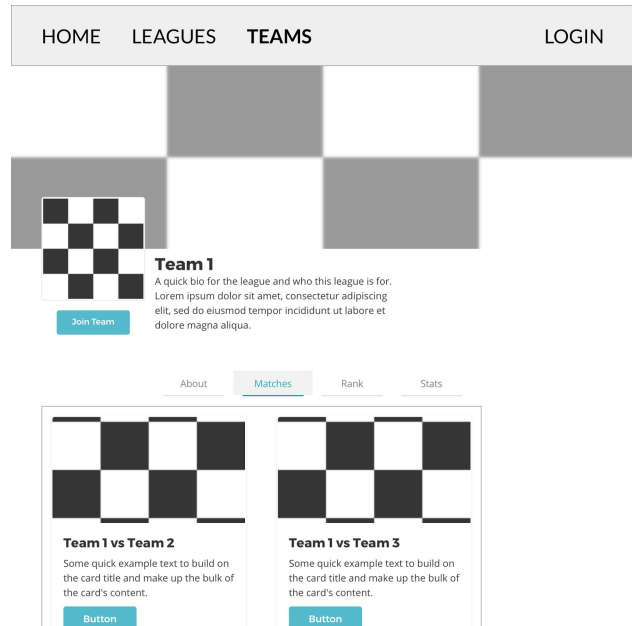 HOME LEAGUES TEAMS LOGIN
Team 1
A quick bio for the league and who this league is for.
Lorem ipsum dolor sit amet, consectetur adipiscing
elit, sed do eiusmod tempor incididunt ut labore et
dolore magna aliqua.
Join Team
About Matches Rank Stats
Team 1 vs Team 2
Some quick example text to build on
the card title and make up the bulk of
the card's content.
Button
Team 1 vs Team 3
Some quick example text to build on
the card title and make up the bulk of
the card's content.
Button